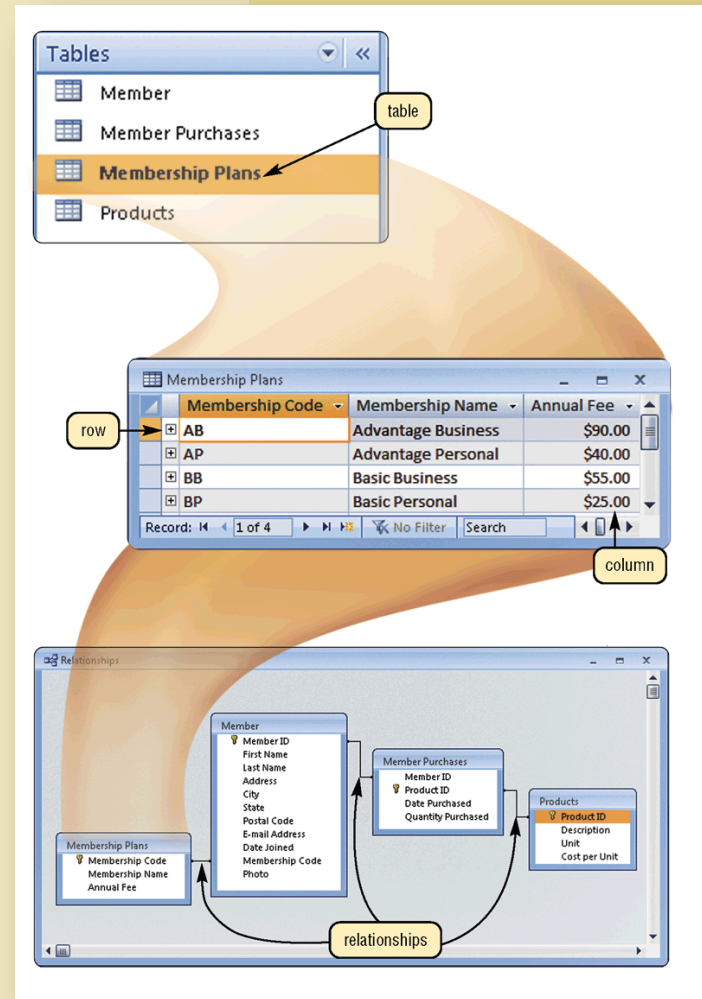 Tables
Member
table
Member Purchases
Membership Plans
Products
Membership Plans
Membership Code Membership Name Annual Fee
row
AB Advantage Business $90.00
AP Advantage Personal $40.00
BB Basic Business $55.00
BP Basic Personal $25.00
Record: 1 of 4 No Filter Search
column
Relationships
Member
Member ID
First Name
Last Name
Address
City
State
Postal Code
E-mail Address
Date Joined
Membership Code
Photo
Member Purchases
Member ID
Product ID
Date Purchased
Quantity Purchased
Products
Product ID
Description
Unit
Cost per Unit
Membership Plans
Membership Code
Membership Name
Annual Fee
relationships